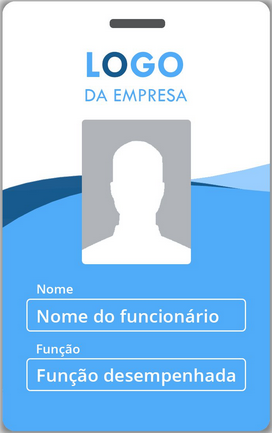 LOGO
DA EMPRESA
Nome
Nome do funcionário
Função
Função desempenhada